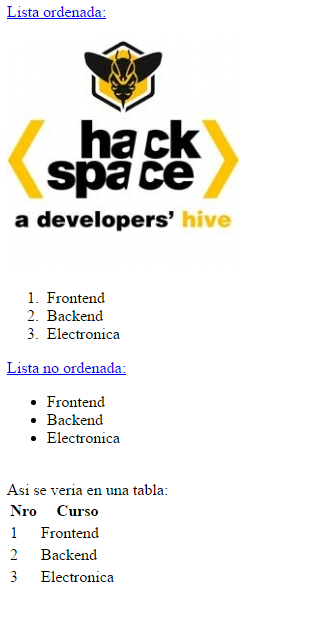 Lista ordenada:
hack
space
a developers' hive
1. Frontend
2. Backend
3. Electronica
Lista no ordenada:
• Frontend
• Backend
• Electronica
Asi se veria en una tabla:
Nro Curso
1 Frontend
2 Backend
3 Electronica